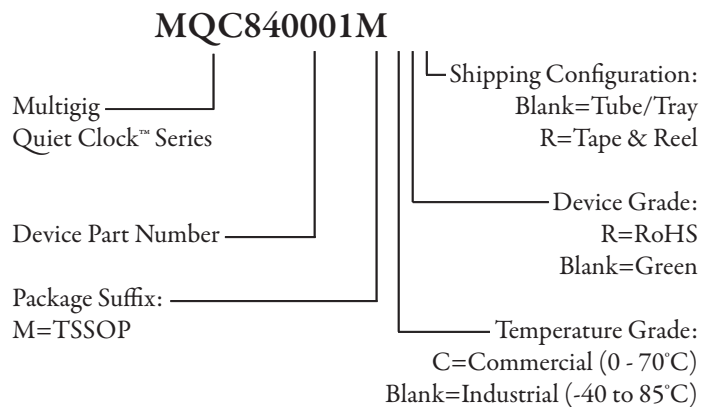 MQC840001M
Multigig
Quiet Clock™ Series
Device Part Number
Package Suffix:
M=TSSOP
Shipping Configuration:
Blank=Tube/Tray
R=Tape & Reel
Device Grade:
R=RoHS
Blank=Green
Temperature Grade:
C=Commercial (0 - 70°C)
Blank=Industrial (-40 to 85°C)